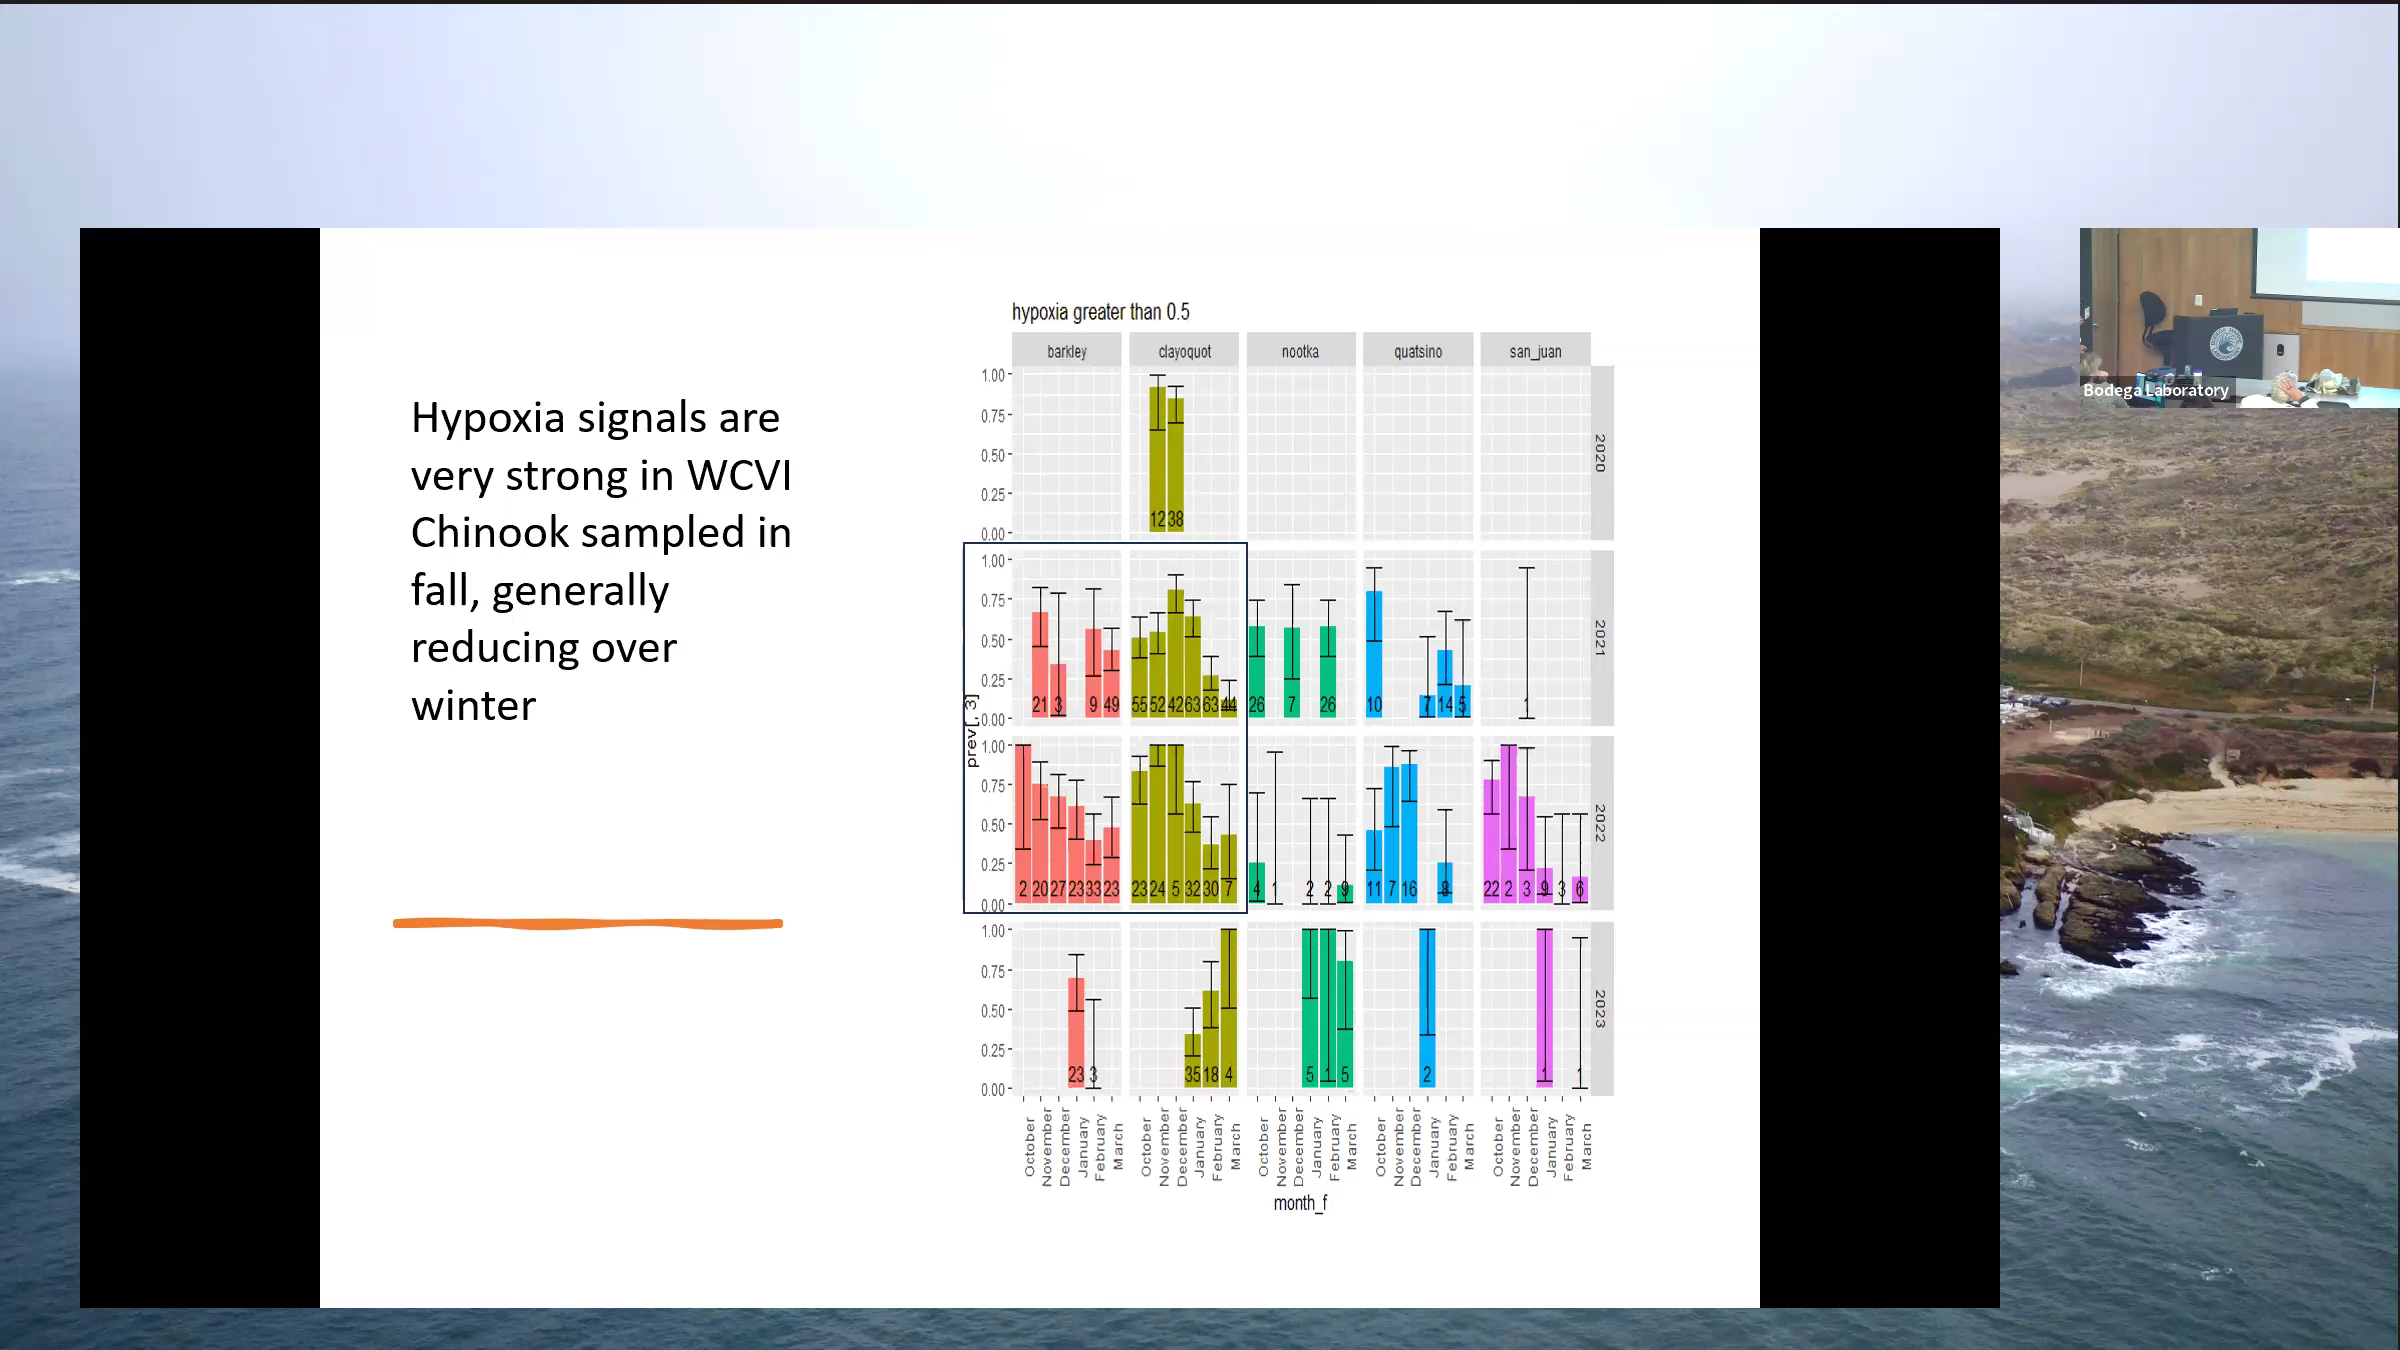 Hypoxia signals are
very strong in WCVI
Chinook sampled in
fall, generally
reducing over
winter
hypoxia greater than 0.5
barkley clayoquot nootka quatsino san_juan
1.00
0.75
0.50
0.25
0.00
12 38
2020
1.00
0.75
0.50
0.25
0.00
21 3 9 49 55 52 42 63 63 44 26 7 26 10 7 14 5 1
2021
prev[, 3]
1.00
0.75
0.50
0.25
0.00
2 20 27 23 33 23 23 24 5 32 30 7 4 1 2 2 9 11 7 16 8 22 2 3 9 3 6
2022
1.00
0.75
0.50
0.25
0.00
23 3 35 18 4 5 1 5 2 1 1
2023
October November December January February March October November December January February March October November December January February March October November December January February March October November December January February March
month_f
Bodega Laboratory